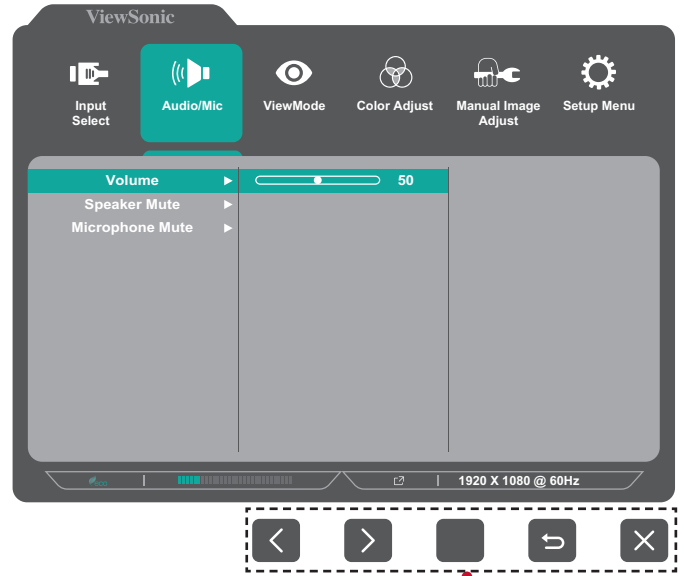 ViewSonic
Input
Select
Audio/Mic
ViewMode
Color Adjust
Manual Image
Adjust
Setup Menu
Volume
50
Speaker Mute
Microphone Mute
eco
1920 X 1080 @ 60Hz